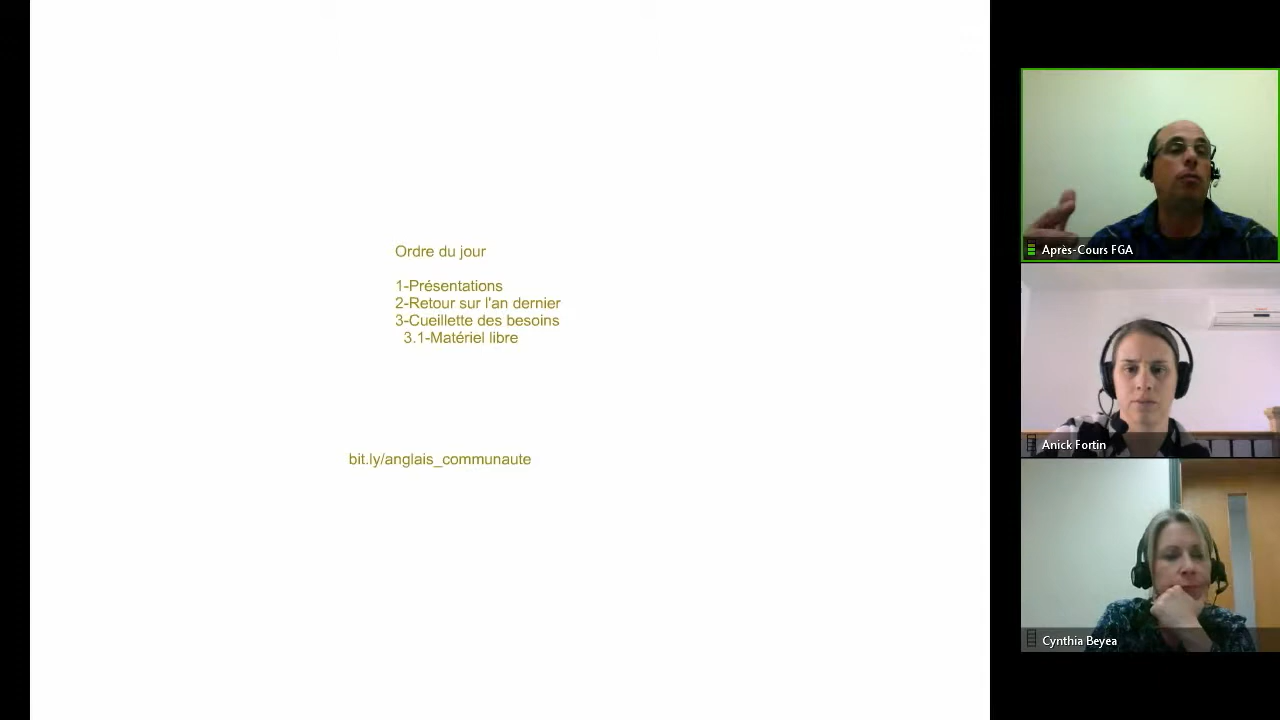 Ordre du jour
1-Présentations
2-Retour sur l'an dernier
3-Cueillette des besoins
3.1-Matériel libre
bit.ly/anglais_communaute
Après-Cours FGA
Anick Fortin
Cynthia Beyea